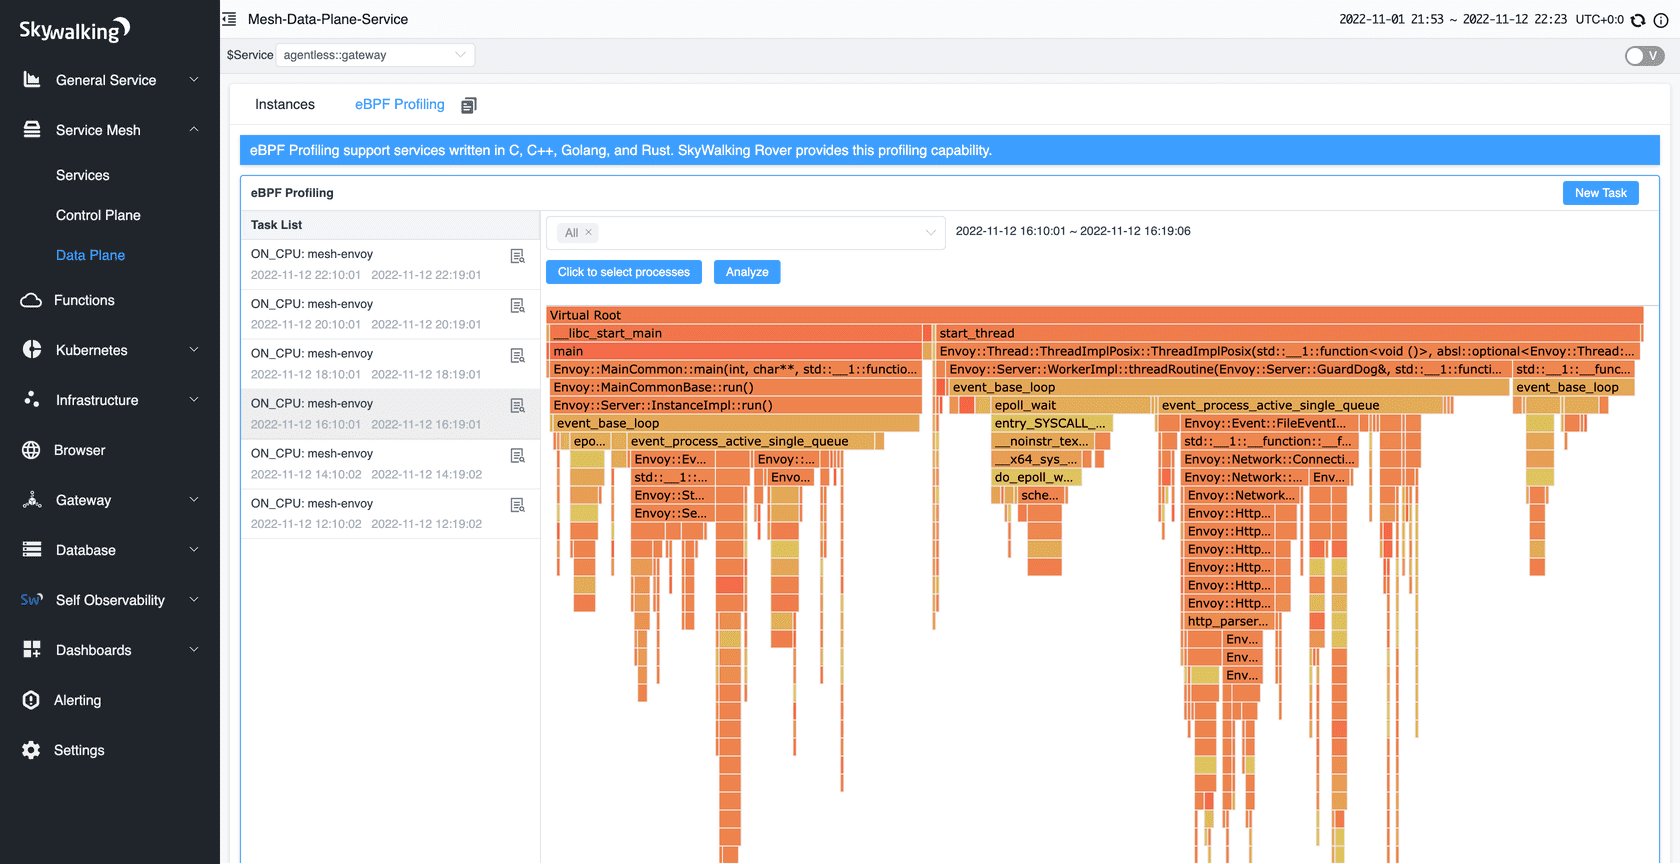 Skywalking
General Service
Service Mesh
Services
Control Plane
Data Plane
Functions
Kubernetes
Infrastructure
Browser
Gateway
Database
Sw Self Observability
Dashboards
Alerting
Settings
Mesh-Data-Plane-Service
2022-11-01 21:53 ~ 2022-11-12 22:23 UTC+0:0
$Service agentless::gateway
V
Instances eBPF Profiling
eBPF Profiling support services written in C, C++, Golang, and Rust. SkyWalking Rover provides this profiling capability.
eBPF Profiling New Task
Task List
ON_CPU: mesh-envoy
2022-11-12 22:10:01 2022-11-12 22:19:01
ON_CPU: mesh-envoy
2022-11-12 20:10:01 2022-11-12 20:19:01
ON_CPU: mesh-envoy
2022-11-12 18:10:01 2022-11-12 18:19:01
ON_CPU: mesh-envoy
2022-11-12 16:10:01 2022-11-12 16:19:01
ON_CPU: mesh-envoy
2022-11-12 14:10:02 2022-11-12 14:19:02
ON_CPU: mesh-envoy
2022-11-12 12:10:02 2022-11-12 12:19:02
All × 2022-11-12 16:10:01 ~ 2022-11-12 16:19:06
Click to select processes Analyze
Virtual Root
__libc_start_main start_thread
main Envoy::Thread::ThreadImplPosix::ThreadImplPosix(std::__1::function<void ()>, absl::optional<Envoy::Thread:...
Envoy::MainCommon::main(int, char**, std::__1::functio... Envoy::Server::WorkerImpl::threadRoutine(Envoy::Server::GuardDog&, std::__1::functi... std::__1::__func...
Envoy::MainCommonBase::run() event_base_loop event_base_loop
Envoy::Server::InstanceImpl::run() epoll_wait event_process_active_single_queue
event_base_loop entry_SYSCALL_... Envoy::Event::FileEventI...
epo... event_process_active_single_queue __noinstr_tex... std::__1::__function::__f...
Envoy::Ev... Envoy::... __x64_sys_... Envoy::Network::Connecti...
std::__1::... Envo... do_epoll_w... Envoy::Network::... Env...
Envoy::St... sche... Envoy::Network...
Envoy::Se... Envoy::Http...
Envoy::Http...
Envoy::Http...
Envoy::Http...
Envoy::Http...
Envoy::Http...
http_parser...
Env...
Env...
Env...